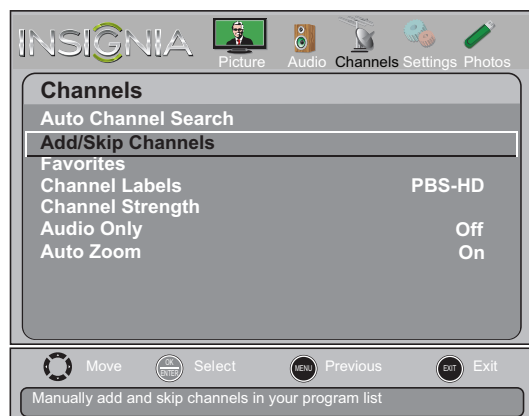 INSIGNIA
Picture Audio Channels Settings Photos
Channels
Auto Channel Search
Add/Skip Channels
Favorites
Channel Labels PBS-HD
Channel Strength
Audio Only Off
Auto Zoom On
Move OK ENTER Select MENU Previous EXIT Exit
Manually add and skip channels in your program list